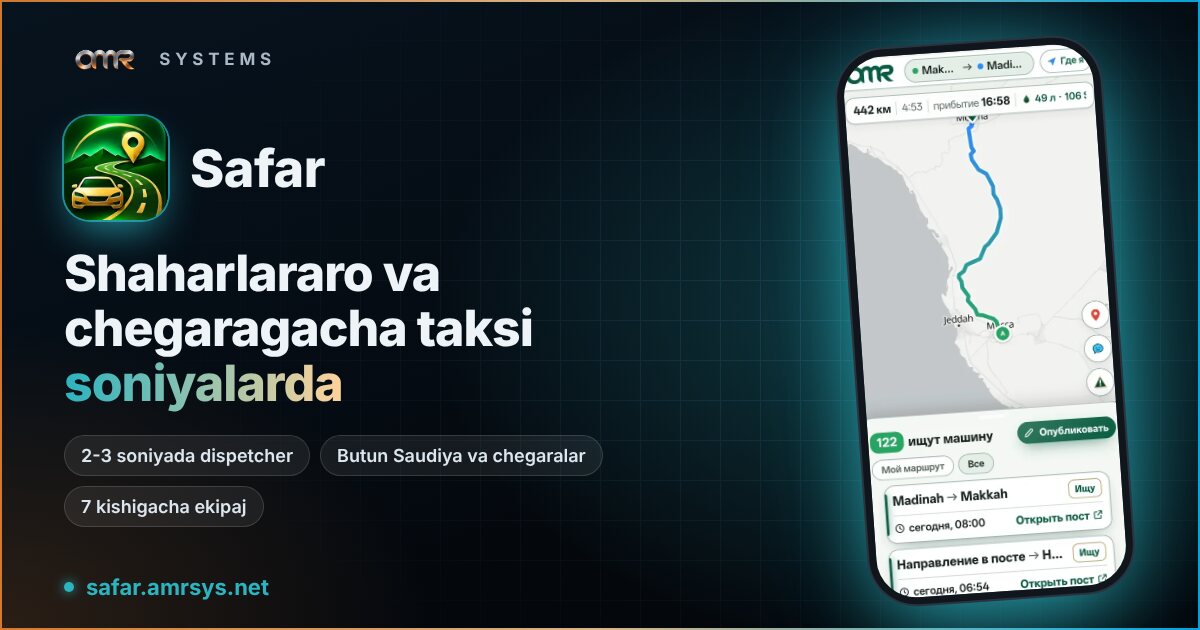 OMR SYSTEMS
Safar
Shaharlararo va
chegaragacha taksi
soniyalarda
2-3 soniyada dispetcher
Butun Saudiya va chegaralar
7 kishigacha ekipaj
safar.amrsys.net
OMR Mak... → Madi...
442 км 4:53 прибытие 16:58 49 л · 106
Jeddah
122 ищут машину
Опубликовать
Мой маршрут Все
Madinah → Makkah Ищу
сегодня, 08:00 Открыть пост
Направление в посте → Н... Ищу
сегодня, 06:54 Открыть пост